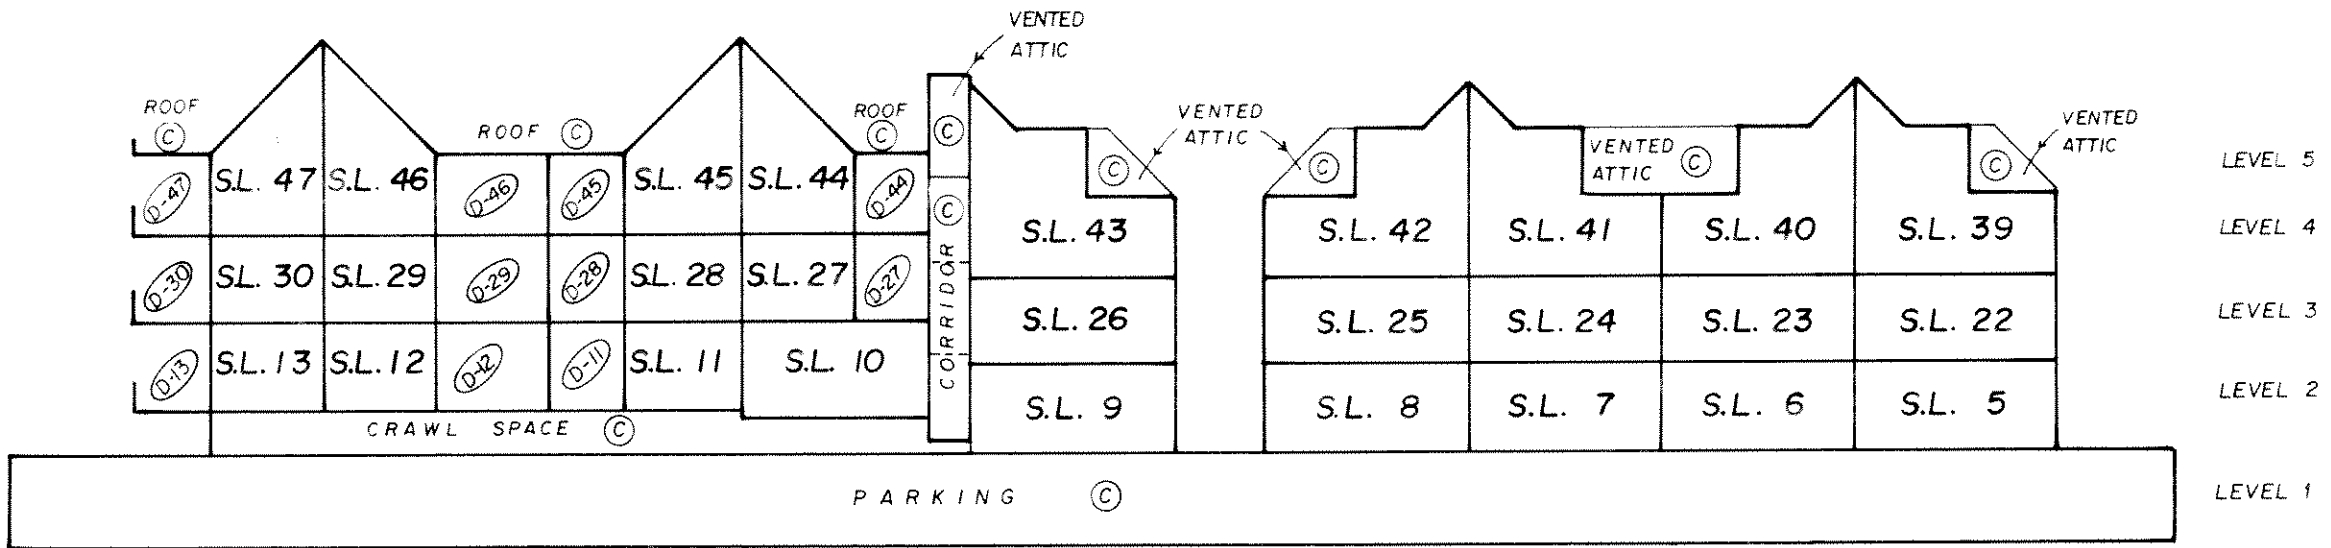 VENTED
ATTIC
ROOF
C
ROOF C
ROOF
C
C
VENTED
ATTIC
VENTED
ATTIC
D-47
S.L. 47
S.L. 46
D-46
D-45
S.L. 45
S.L. 44
D-44
C
C
C
VENTED
ATTIC
C
C
LEVEL 5
CORRIDOR
S.L. 43
S.L. 42
S.L. 41
S.L. 40
S.L. 39
LEVEL 4
D-30
S.L. 30
S.L. 29
D-29
D-28
S.L. 28
S.L. 27
D-27
S.L. 26
S.L. 25
S.L. 24
S.L. 23
S.L. 22
LEVEL 3
D-13
S.L. 13
S.L. 12
D-12
D-11
S.L. 11
S.L. 10
S.L. 9
S.L. 8
S.L. 7
S.L. 6
S.L. 5
LEVEL 2
CRAWL SPACE C
PARKING C
LEVEL 1